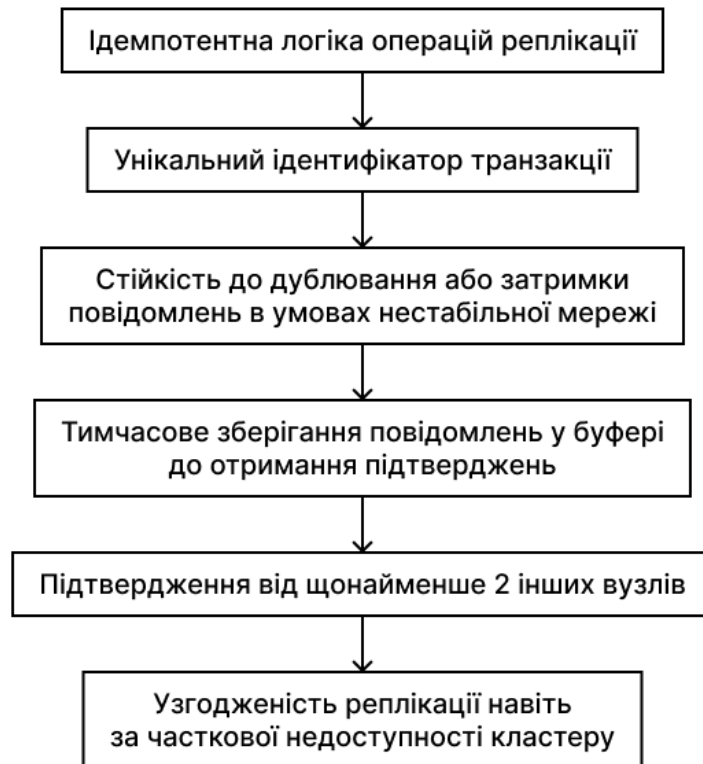 Ідемпотентна логіка операцій реплікації
Унікальний ідентифікатор транзакції
Стійкість до дублювання або затримки
повідомлень в умовах нестабільної мережі
Тимчасове зберігання повідомлень у буфері
до отримання підтверджень
Підтвердження від щонайменше 2 інших вузлів
Узгодженість реплікації навіть
за часткової недоступності кластеру